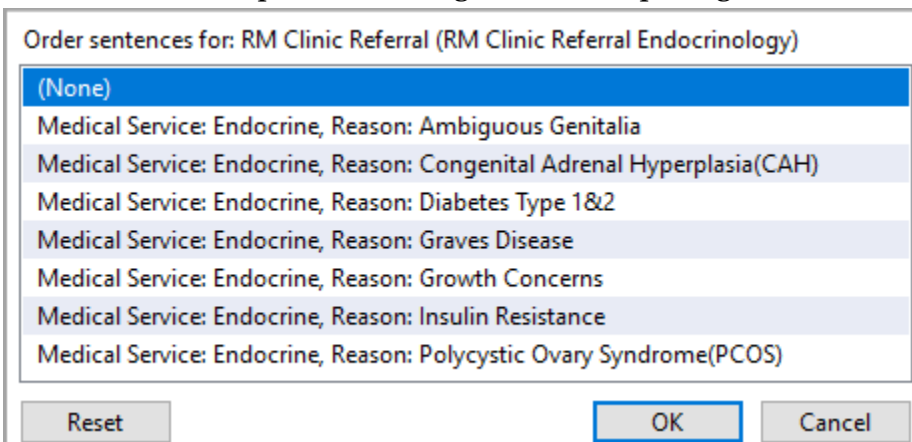 Order sentences for: RM Clinic Referral (RM Clinic Referral Endocrinology)
(None)
Medical Service: Endocrine, Reason: Ambiguous Genitalia
Medical Service: Endocrine, Reason: Congenital Adrenal Hyperplasia(CAH)
Medical Service: Endocrine, Reason: Diabetes Type 1&2
Medical Service: Endocrine, Reason: Graves Disease
Medical Service: Endocrine, Reason: Growth Concerns
Medical Service: Endocrine, Reason: Insulin Resistance
Medical Service: Endocrine, Reason: Polycystic Ovary Syndrome(PCOS)
Reset OK Cancel